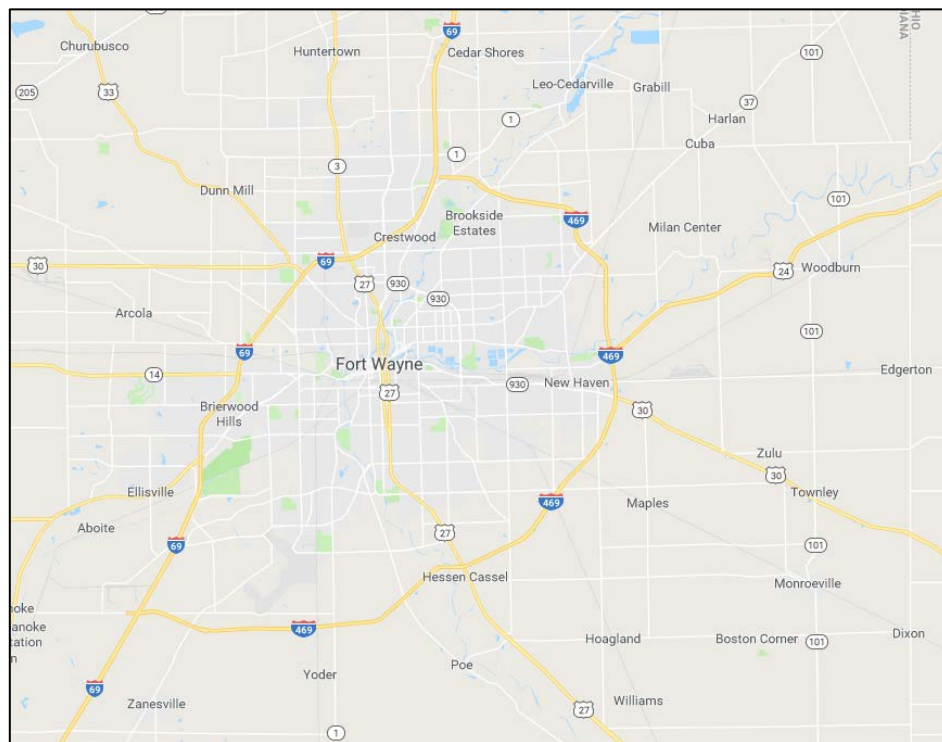 Churubusco
Huntertown
69
Cedar Shores
OHIO
INDIANA
101
205
33
Leo-Cedarville
Grabill
37
Harlan
1
Cuba
3
1
Dunn Mill
101
Brookside
Estates
469
Milan Center
Crestwood
30
69
27
930
930
24
Woodburn
Arcola
101
69
469
Fort Wayne
14
930
New Haven
Edgerton
27
30
Brierwood
Hills
Zulu
30
Ellisville
469
Maples
Townley
Aboite
69
27
101
Hessen Cassel
Monroeville
noke
anoke
tation
n
469
Hoagland
Boston Corner
101
Dixon
Yoder
Poe
69
Zanesville
Williams
27
1